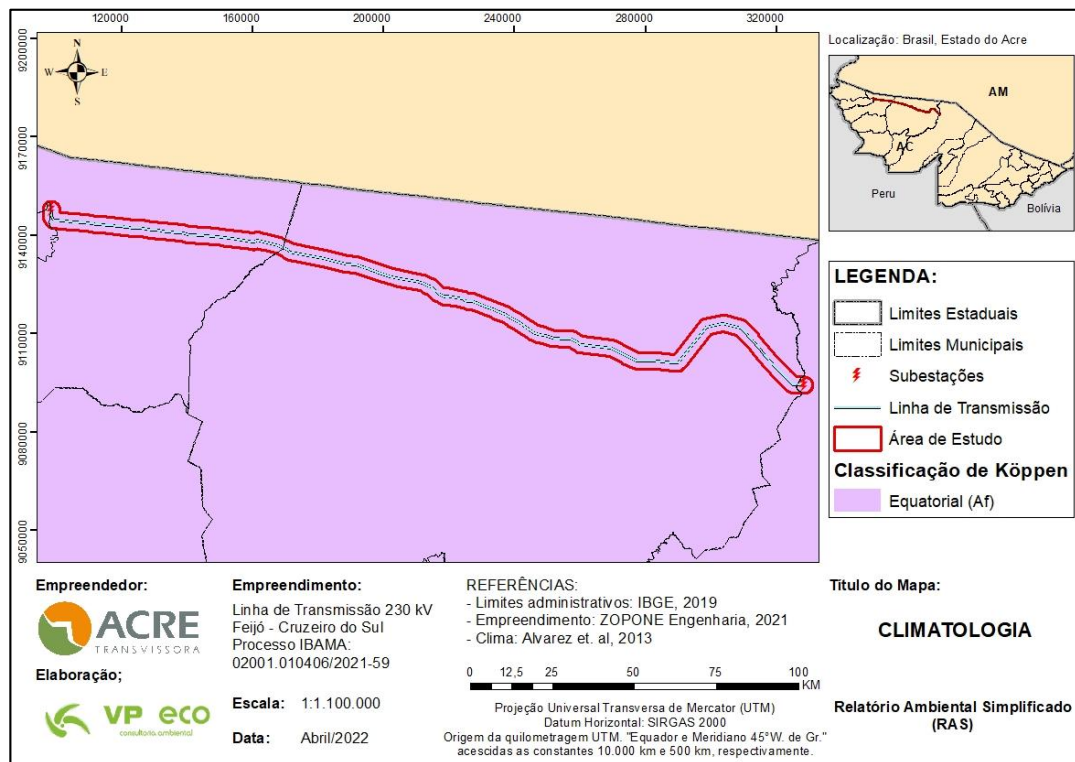 120000 160000 200000 240000 280000 320000
9200000
9170000
9140000
9110000
9080000
9050000
N
W E
S
Localização: Brasil, Estado do Acre
AM
AC
Peru
Bolívia
LEGENDA:
Limites Estaduais
Limites Municipais
Subestações
Linha de Transmissão
Área de Estudo
Classificação de Köppen
Equatorial (Af)
Empreendedor:
ACRE
TRANSMISSORA
Elaboração;
VP eco
consultoria ambiental
Empreendimento:
Linha de Transmissão 230 kV
Feijó - Cruzeiro do Sul
Processo IBAMA:
02001.010406/2021-59
Escala: 1:1.100.000
Data: Abril/2022
REFERÊNCIAS:
- Limites administrativos: IBGE, 2019
- Empreendimento: ZOPONE Engenharia, 2021
- Clima: Alvarez et. al, 2013
0 12,5 25 50 75 100
KM
Projeção Universal Transversa de Mercator (UTM)
Datum Horizontal: SIRGAS 2000
Origem da quilometragem UTM. "Equador e Meridiano 45°W. de Gr."
acescidas as constantes 10.000 km e 500 km, respectivamente.
Titulo do Mapa:
CLIMATOLOGIA
Relatório Ambiental Simplificado
(RAS)